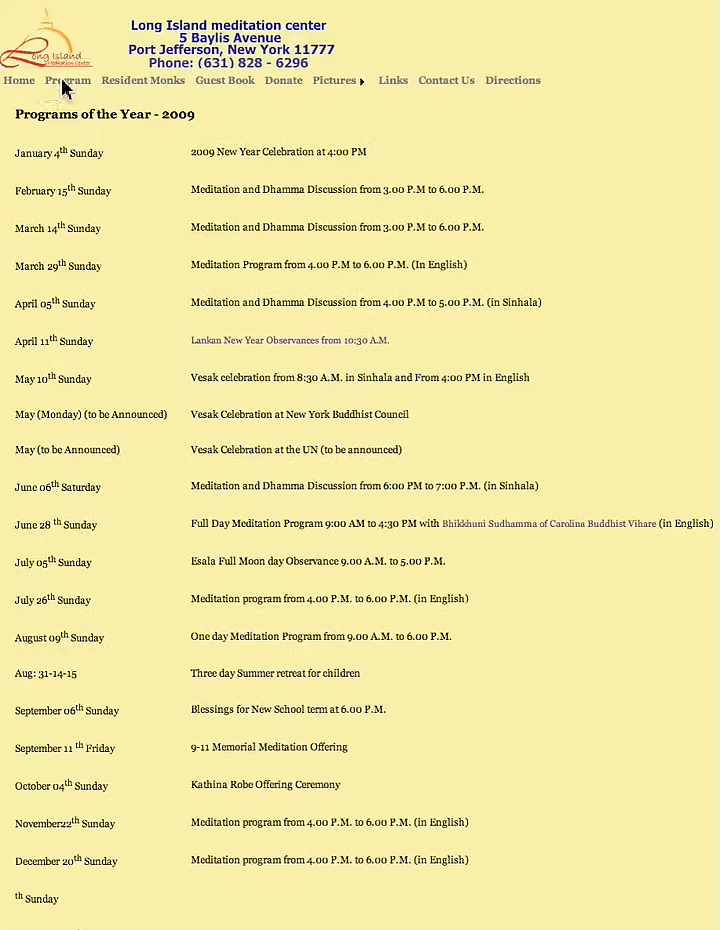 Long Island meditation center
5 Baylis Avenue
Port Jefferson, New York 11777
Phone: (631) 828 - 6296
Long Island
Meditation Center
Home Program Resident Monks Guest Book Donate Pictures Links Contact Us Directions
Programs of the Year - 2009
January 4th Sunday 2009 New Year Celebration at 4:00 PM
February 15th Sunday Meditation and Dhamma Discussion from 3.00 P.M to 6.00 P.M.
March 14th Sunday Meditation and Dhamma Discussion from 3.00 P.M to 6.00 P.M.
March 29th Sunday Meditation Program from 4.00 P.M to 6.00 P.M. (In English)
April 05th Sunday Meditation and Dhamma Discussion from 4.00 P.M to 5.00 P.M. (in Sinhala)
April 11th Sunday Lankan New Year Observances from 10:30 A.M.
May 10th Sunday Vesak celebration from 8:30 A.M. in Sinhala and From 4:00 PM in English
May (Monday) (to be Announced) Vesak Celebration at New York Buddhist Council
May (to be Announced) Vesak Celebration at the UN (to be announced)
June 06th Saturday Meditation and Dhamma Discussion from 6:00 PM to 7:00 P.M. (in Sinhala)
June 28 th Sunday Full Day Meditation Program 9:00 AM to 4:30 PM with Bhikkhuni Sudhamma of Carolina Buddhist Vihare (in English)
July 05th Sunday Esala Full Moon day Observance 9.00 A.M. to 5.00 P.M.
July 26th Sunday Meditation program from 4.00 P.M. to 6.00 P.M. (in English)
August 09th Sunday One day Meditation Program from 9.00 A.M. to 6.00 P.M.
Aug: 31-14-15 Three day Summer retreat for children
September 06th Sunday Blessings for New School term at 6.00 P.M.
September 11 th Friday 9-11 Memorial Meditation Offering
October 04th Sunday Kathina Robe Offering Ceremony
November22th Sunday Meditation program from 4.00 P.M. to 6.00 P.M. (in English)
December 20th Sunday Meditation program from 4.00 P.M. to 6.00 P.M. (in English)
th Sunday